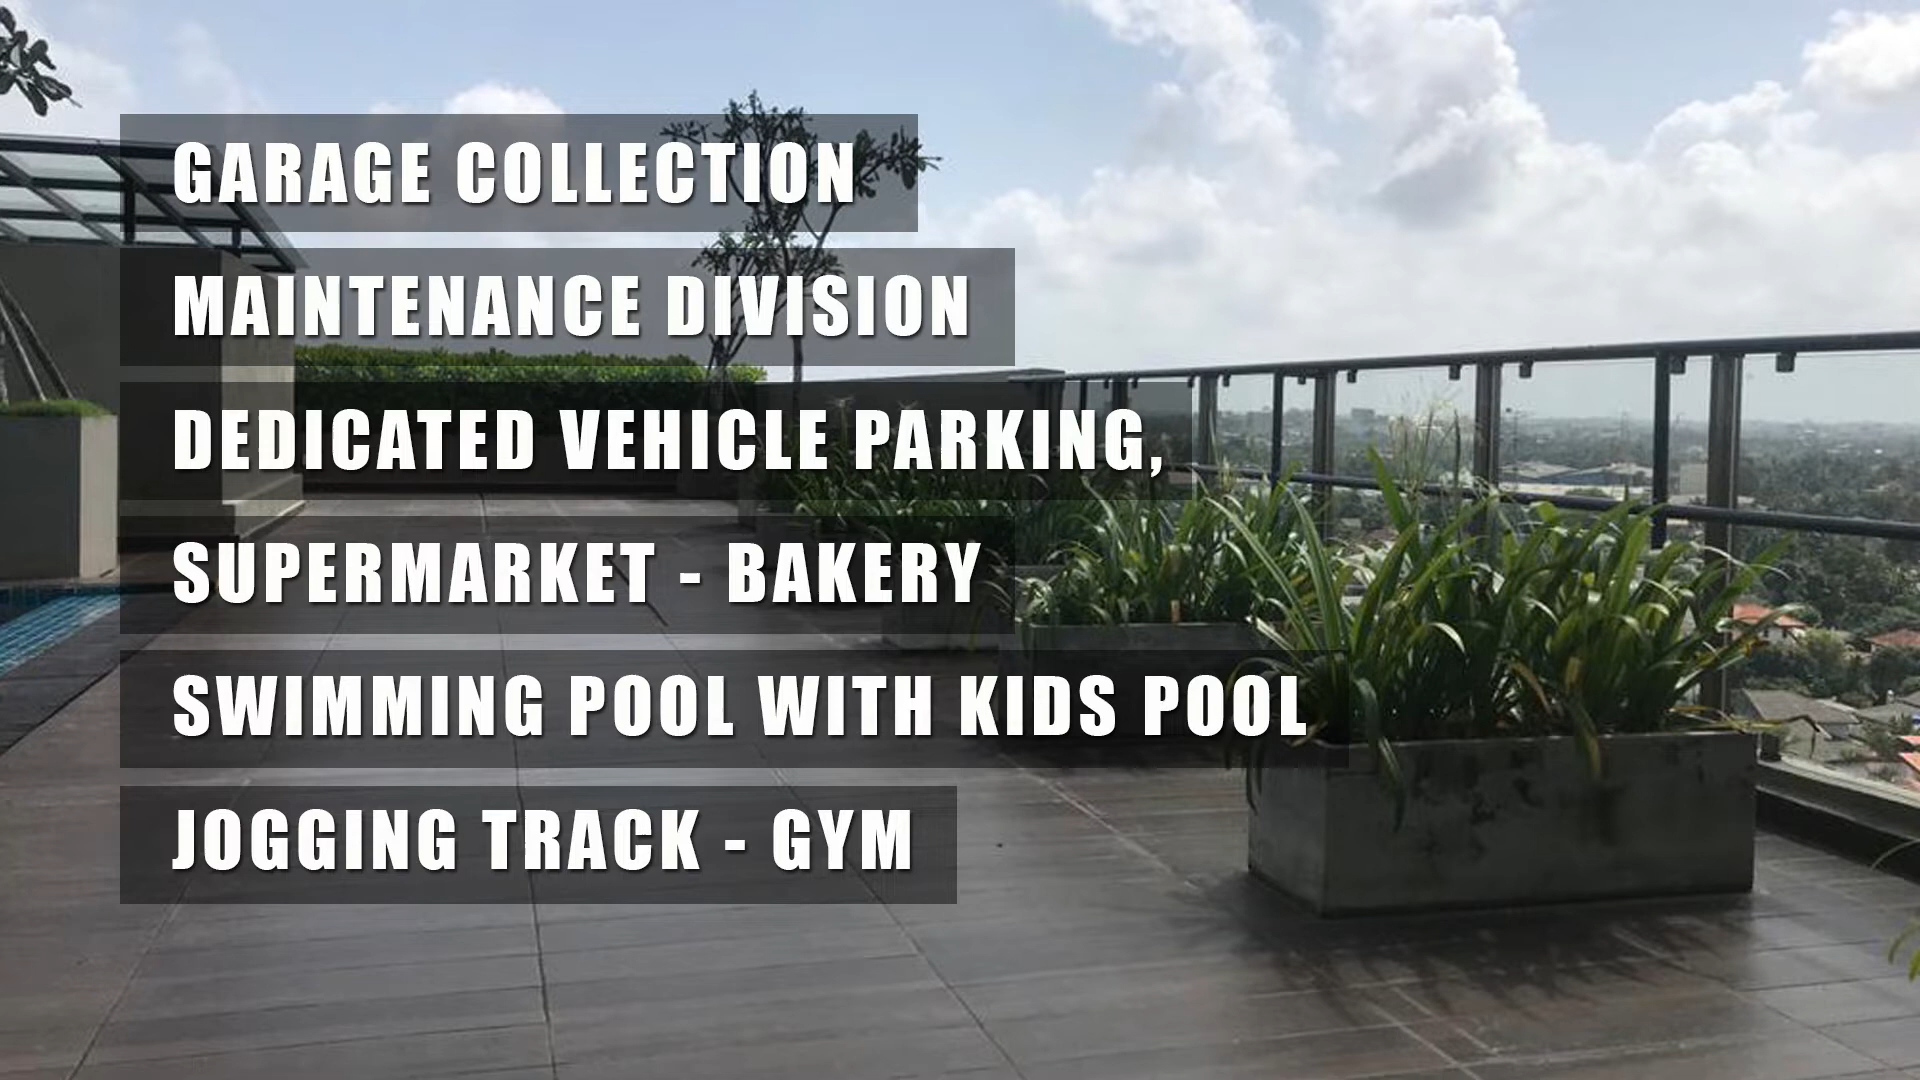 GARAGE COLLECTION
MAINTENANCE DIVISION
DEDICATED VEHICLE PARKING,
SUPERMARKET - BAKERY
SWIMMING POOL WITH KIDS POOL
JOGGING TRACK - GYM